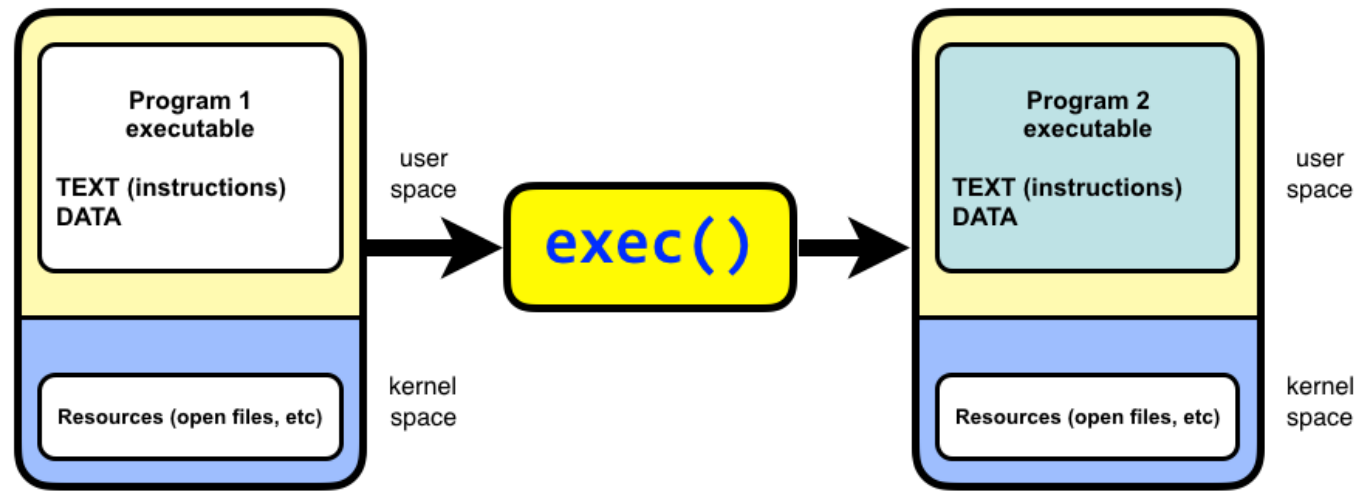 Program 1
executable
TEXT (instructions)
DATA
user
space
Resources (open files, etc)
kernel
space
exec()
Program 2
executable
TEXT (instructions)
DATA
user
space
Resources (open files, etc)
kernel
space